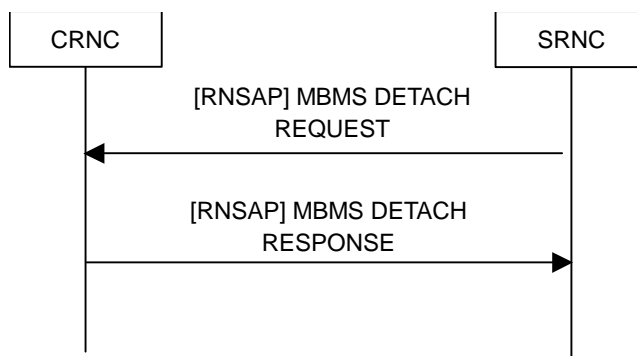 CRNC
SRNC
[RNSAP] MBMS DETACH
REQUEST
[RNSAP] MBMS DETACH
RESPONSE